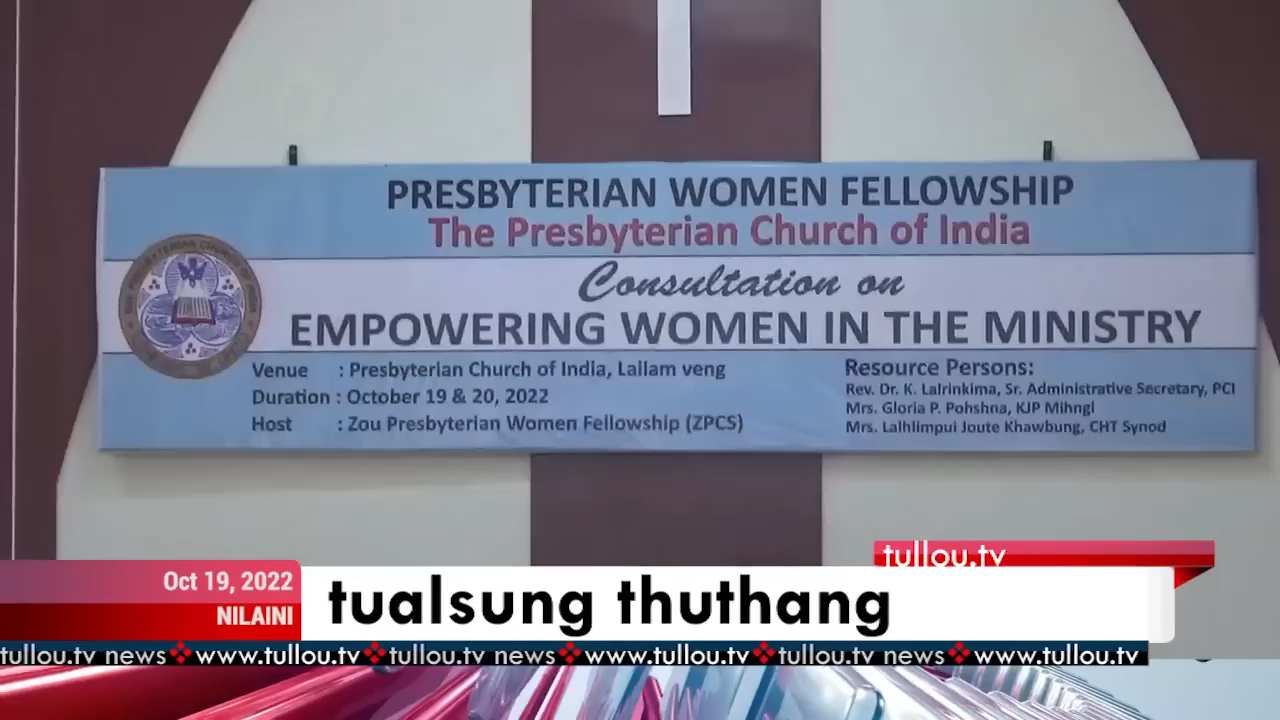 PRESBYTERIAN WOMEN FELLOWSHIP
The Presbyterian Church of India
Consultation on
EMPOWERING WOMEN IN THE MINISTRY
Venue : Presbyterian Church of India, Lailam veng
Duration : October 19 & 20, 2022
Host : Zou Presbyterian Women Fellowship (ZPCS)
Resource Persons:
Rev. Dr. K. Lalrinkima, Sr. Administrative Secretary, PCI
Mrs. Gloria P. Pohshna, KJP Mihngi
Mrs. Lalhlimpui Joute Khawbung, CHT Synod
tullou.tv
Oct 19, 2022
NILAINI
tualsung thuthang
tullou.tv news❖www.tullou.tv❖tullou.tv news❖www.tullou.tv❖tullou.tv news❖www.tullou.tv